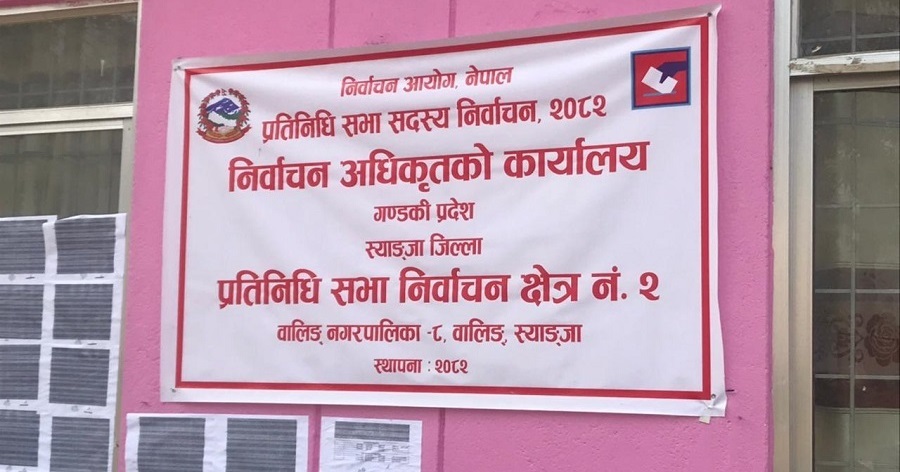 निर्वाचन आयोग, नेपाल
प्रतिनिधि सभा सदस्य निर्वाचन, २०८२
निर्वाचन अधिकृतको कार्यालय
गण्डकी प्रदेश
स्याङ्जा जिल्ला
प्रतिनिधि सभा निर्वाचन क्षेत्र नं. २
वालिङ् नगरपालिका -८, वालिङ्, स्याङ्जा
स्थापना : २०८२